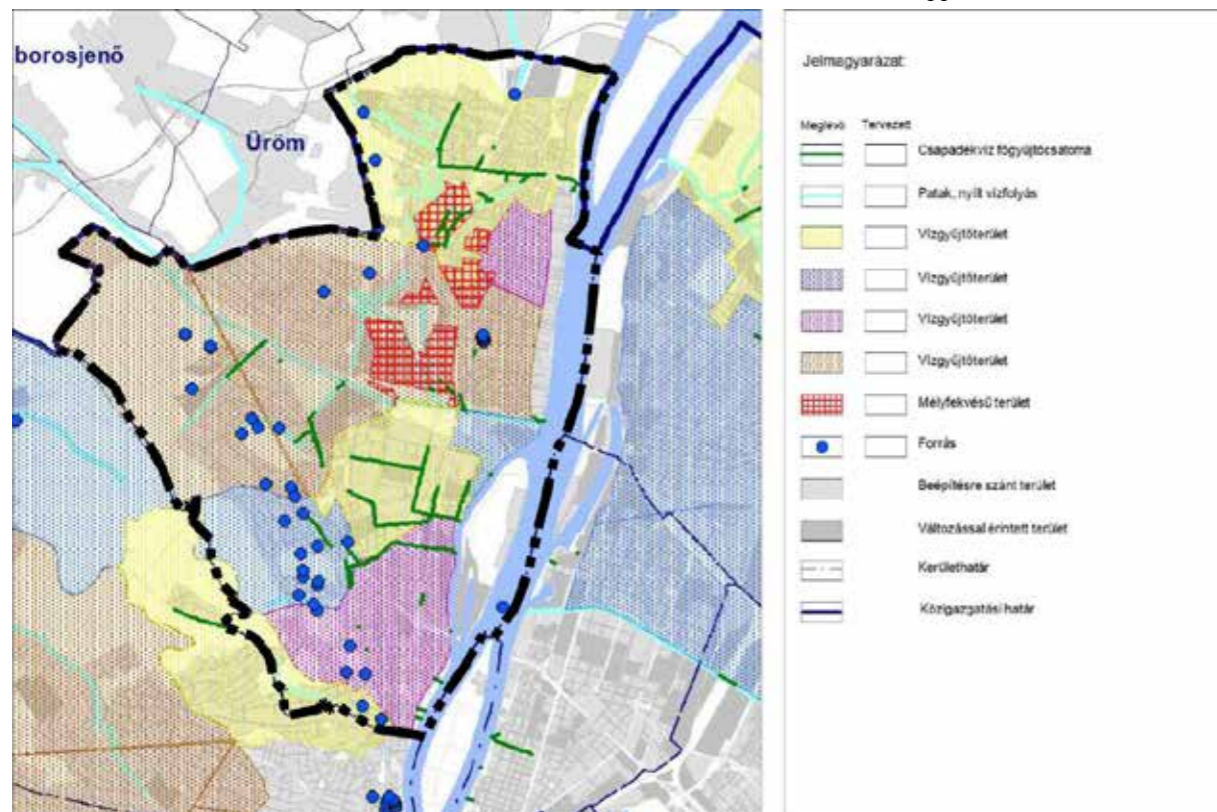 borosjenő
Üröm
Jelmagyarázat:
Meglévő Tervezett
Csapadékvíz főgyűjtőcsatorna
Patak, nyílt vízfolyás
Vízgyűjtőterület
Vízgyűjtőterület
Vízgyűjtőterület
Vízgyűjtőterület
Mélyfekvésű terület
Forrás
Beépítésre szánt terület
Változással érintett terület
Kerülethatár
Közigazgatási határ